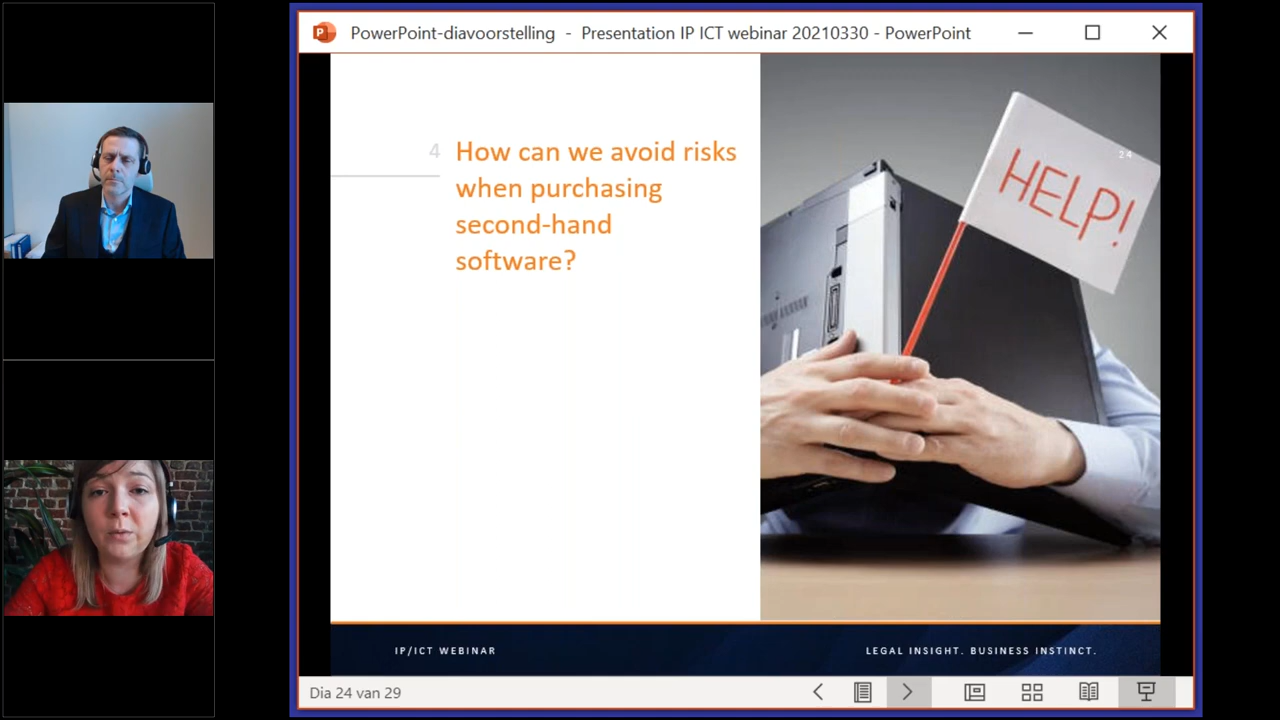 PowerPoint-diavoorstelling - Presentation IP ICT webinar 20210330 - PowerPoint
4
How can we avoid risks
when purchasing
second-hand
software?
24
HELP!
IP/ICT WEBINAR
LEGAL INSIGHT. BUSINESS INSTINCT.
Dia 24 van 29